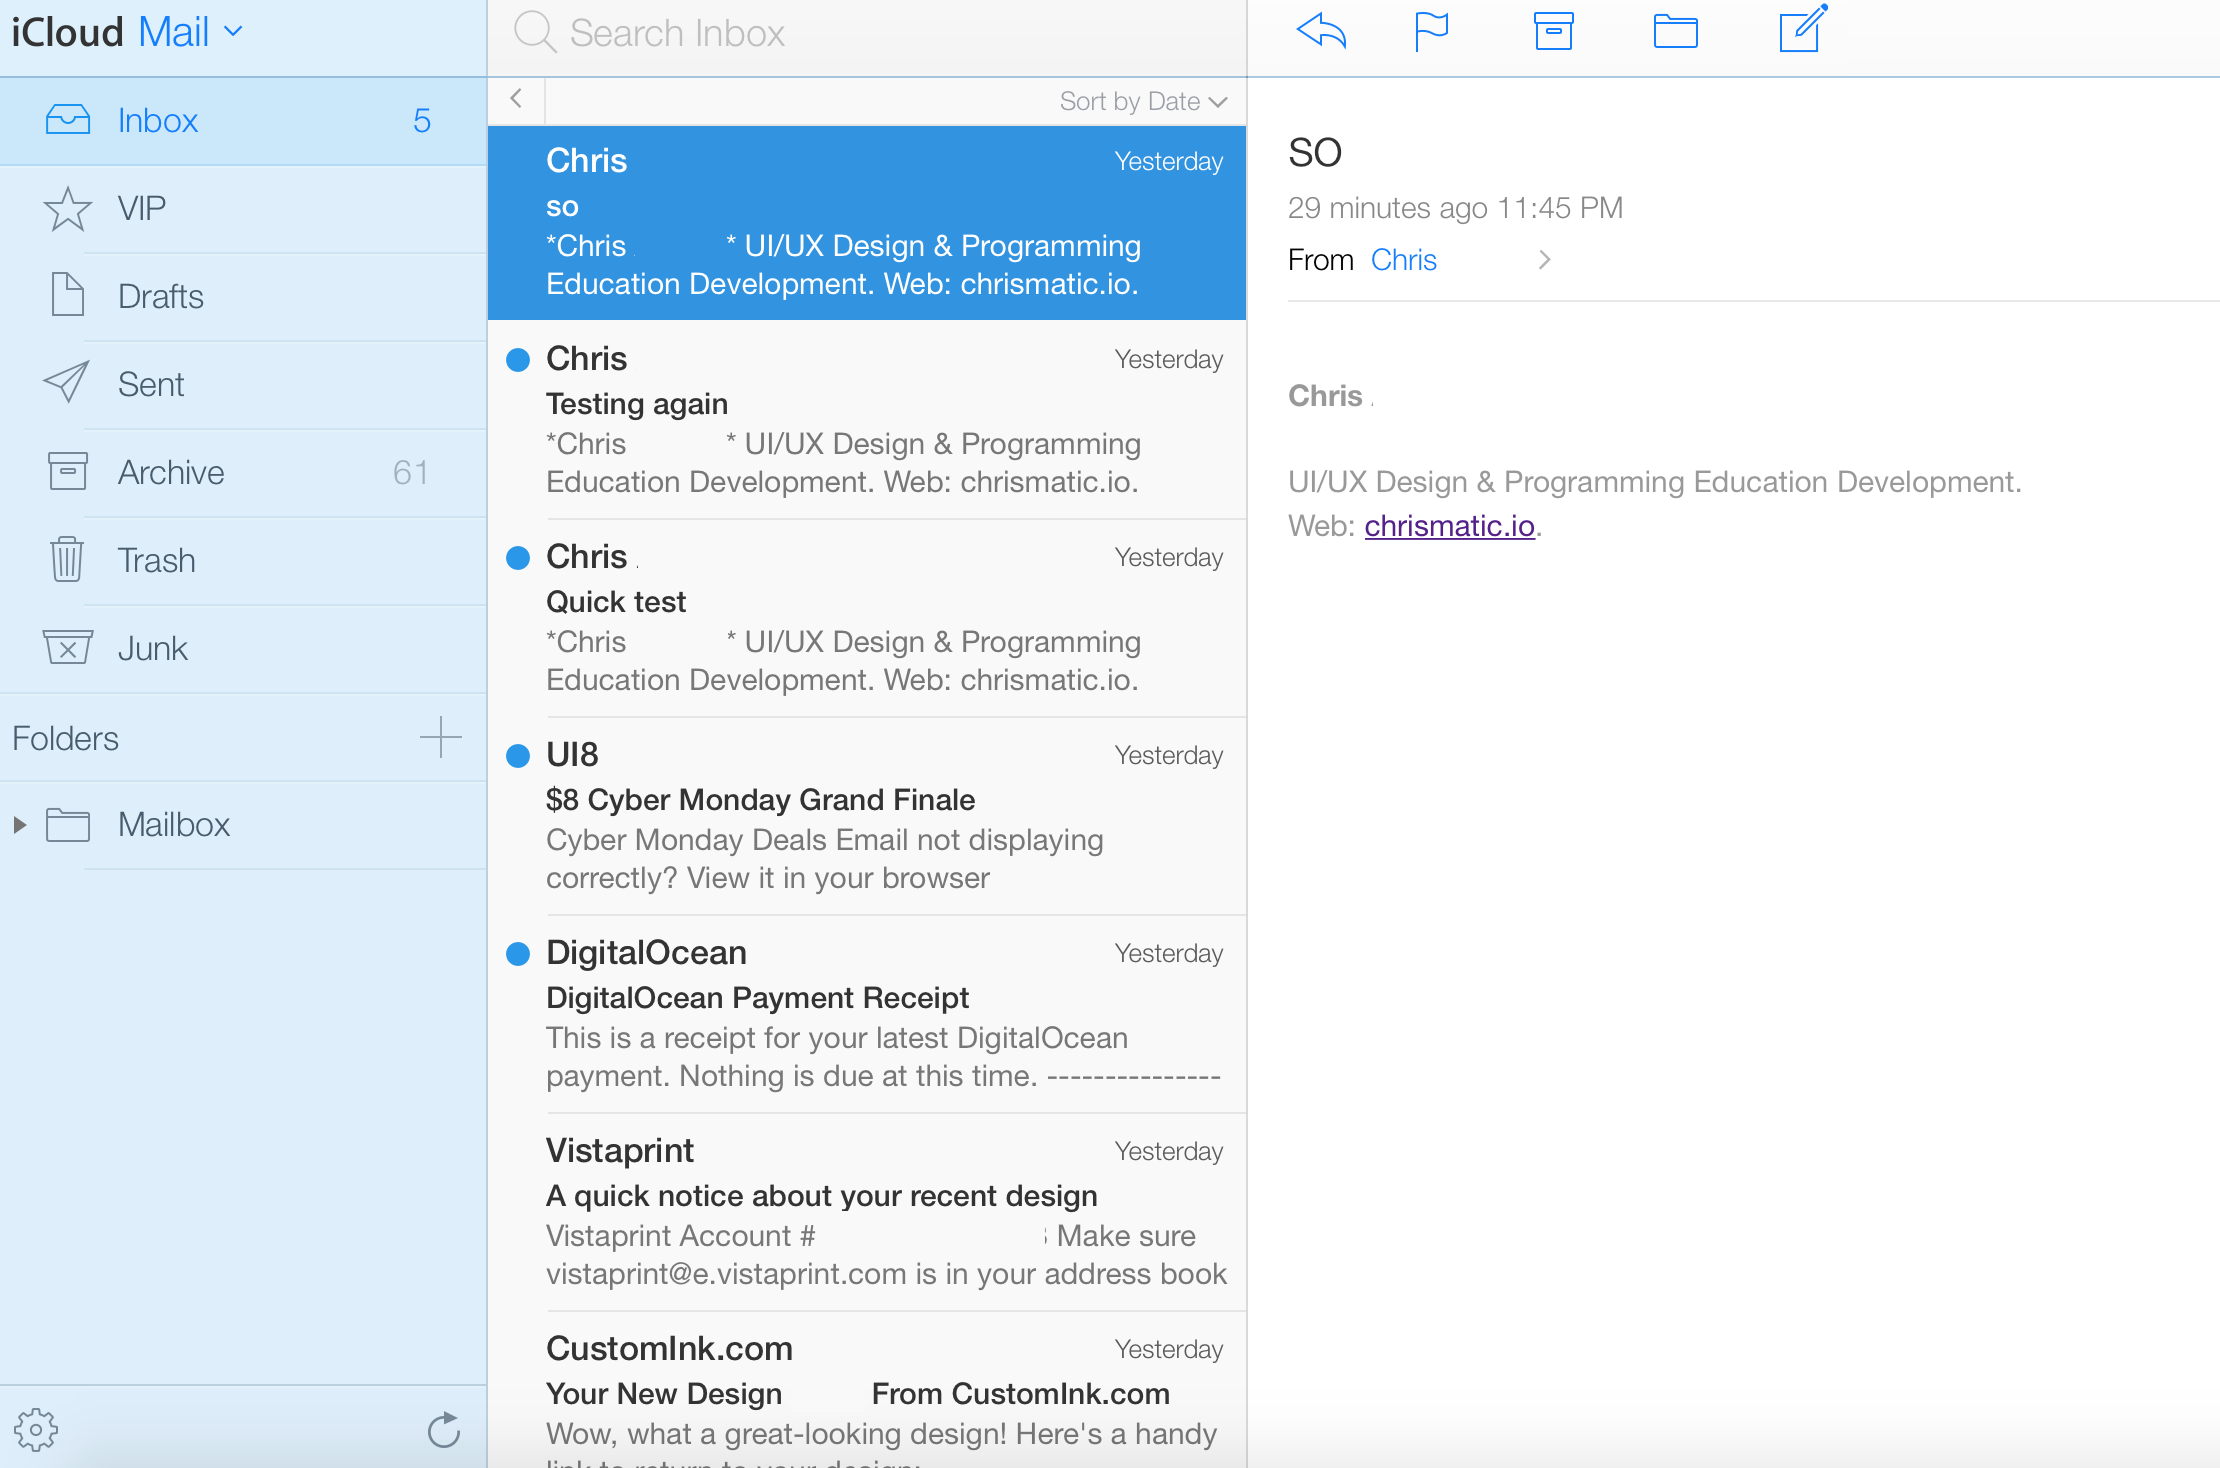 iCloud Mail
Inbox 5
VIP
Drafts
Sent
Archive 61
Trash
Junk
Folders
Mailbox
Search Inbox
Sort by Date
Chris Yesterday
so
*Chris * UI/UX Design & Programming
Education Development. Web: chrismatic.io.
Chris Yesterday
Testing again
*Chris * UI/UX Design & Programming
Education Development. Web: chrismatic.io.
Chris Yesterday
Quick test
*Chris * UI/UX Design & Programming
Education Development. Web: chrismatic.io.
UI8 Yesterday
$8 Cyber Monday Grand Finale
Cyber Monday Deals Email not displaying
correctly? View it in your browser
DigitalOcean Yesterday
DigitalOcean Payment Receipt
This is a receipt for your latest DigitalOcean
payment. Nothing is due at this time. ---------------
Vistaprint Yesterday
A quick notice about your recent design
Vistaprint Account # Make sure
vistaprint@e.vistaprint.com is in your address book
CustomInk.com Yesterday
Your New Design From CustomInk.com
Wow, what a great-looking design! Here's a handy
link to return to your design:
SO
29 minutes ago 11:45 PM
From Chris
Chris
UI/UX Design & Programming Education Development.
Web: chrismatic.io.